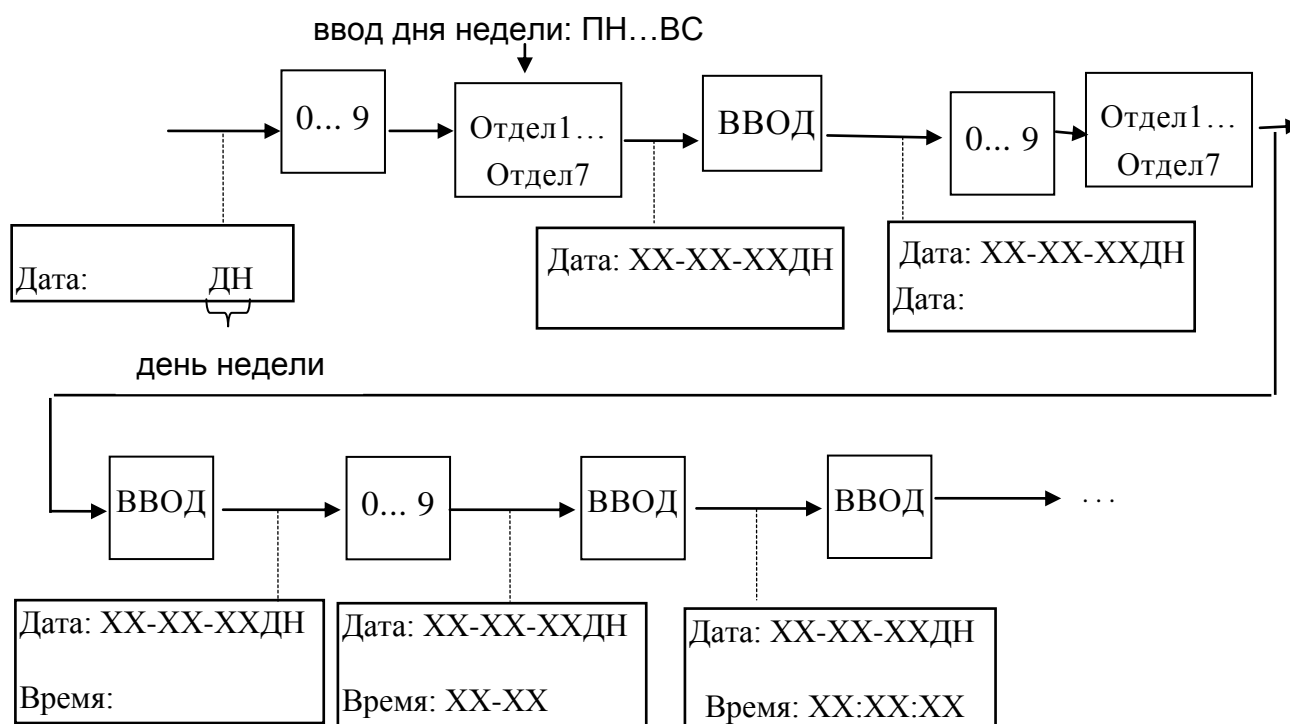 ввод дня недели: ПН...ВС
0... 9
Отдел1...
Отдел7
ВВОД
0... 9
Отдел1...
Отдел7
Дата: ДН
день недели
Дата: ХХ-ХХ-ХХДН
Дата: ХХ-ХХ-ХХДН
Дата:
ВВОД
0... 9
ВВОД
ВВОД
...
Дата: ХХ-ХХ-ХХДН
Время:
Дата: ХХ-ХХ-ХХДН
Время: ХХ-ХХ
Дата: ХХ-ХХ-ХХДН
Время: ХХ:ХХ:ХХ